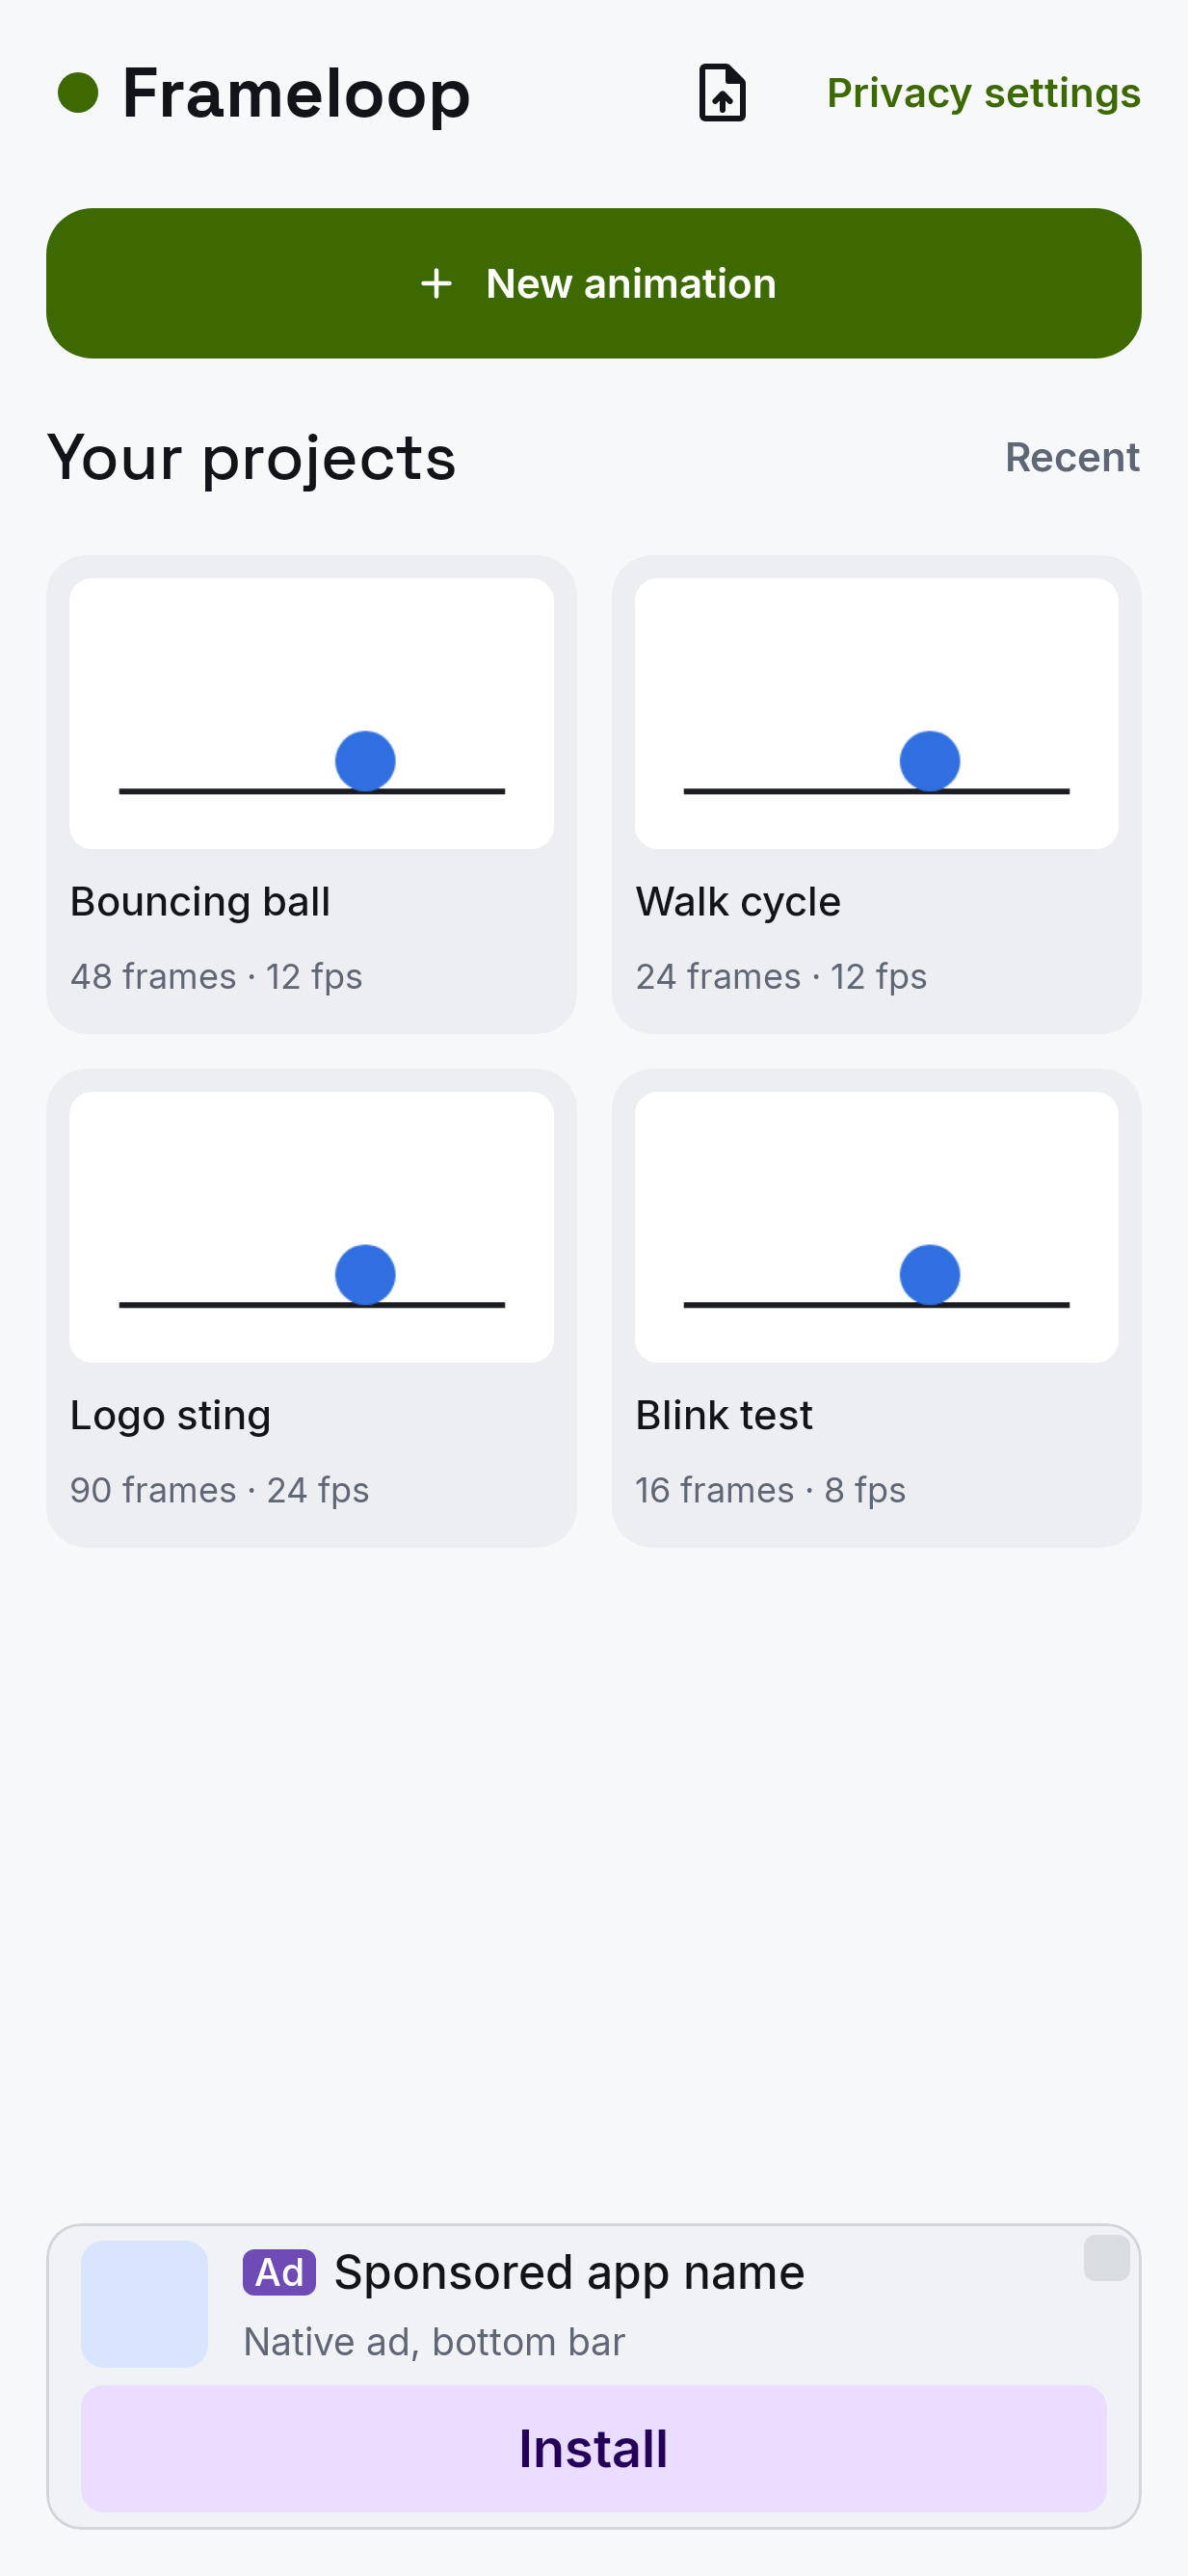 Frameloop
Privacy settings
New animation
Your projects
Recent
Bouncing ball
48 frames · 12 fps
Walk cycle
24 frames · 12 fps
Logo sting
90 frames · 24 fps
Blink test
16 frames · 8 fps
Ad Sponsored app name
Native ad, bottom bar
Install